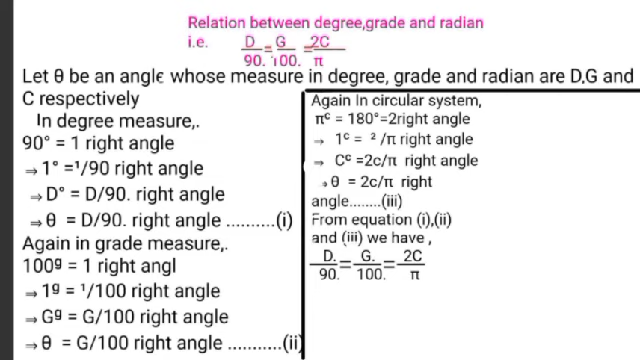 Relation between degree,grade and radian
i.e. D/90. = G/100. = 2C/π
Let θ be an angle whose measure in degree, grade and radian are D,G and
C respectively
In degree measure,.
90° = 1 right angle
⇒ 1° =¹/90 right angle
⇒ D° = D/90. right angle
⇒ θ = D/90. right angle ..........(i)
Again in grade measure,.
100ᵍ = 1 right angl
⇒ 1ᵍ = ¹/100 right angle
⇒ Gᵍ = G/100 right angle
⇒ θ = G/100 right angle ...........(ii)
Again In circular system,
πᶜ = 180°=2right angle
→ 1ᶜ = ²/π right angle
⇒ Cᶜ =2c/π right angle
⇒ θ = 2c/π right
angle........(iii)
From equation (i),(ii)
and (iii) we have ,
D./90. = G./100. = 2C/π